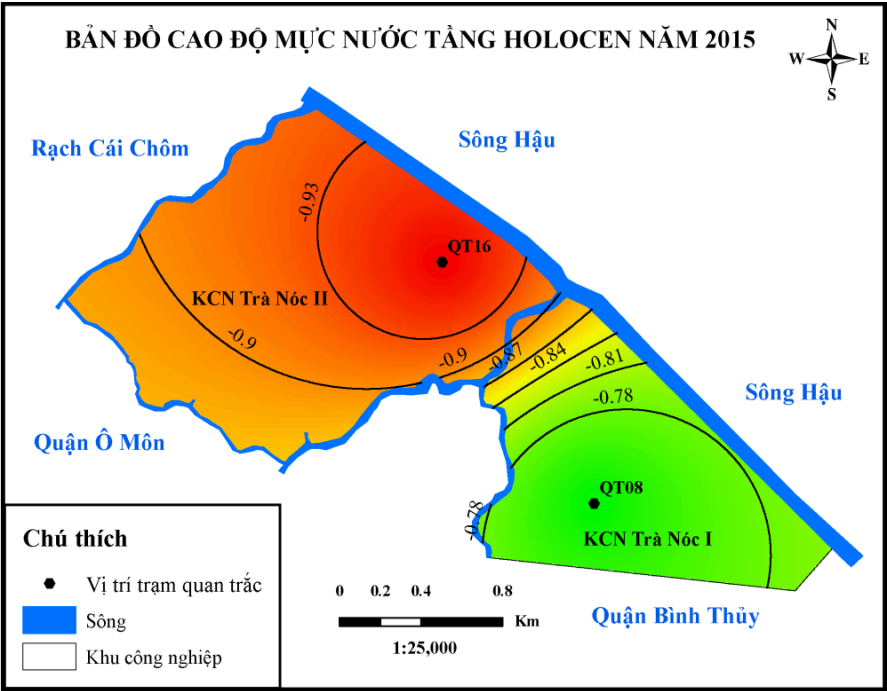 BẢN ĐỒ CAO ĐỘ MỰC NƯỚC TẦNG HOLOCEN NĂM 2015
N
W E
S
Sông Hậu
Rạch Cái Chôm
-0.93
QT16
KCN Trà Nóc II
-0.9
-0.9
-0.87
-0.84
-0.81
-0.78
Sông Hậu
Quận Ô Môn
QT08
-0.78
KCN Trà Nóc I
Quận Bình Thủy
Chú thích
Vị trí trạm quan trắc
Sông
Khu công nghiệp
0 0.2 0.4 0.8
Km
1:25,000